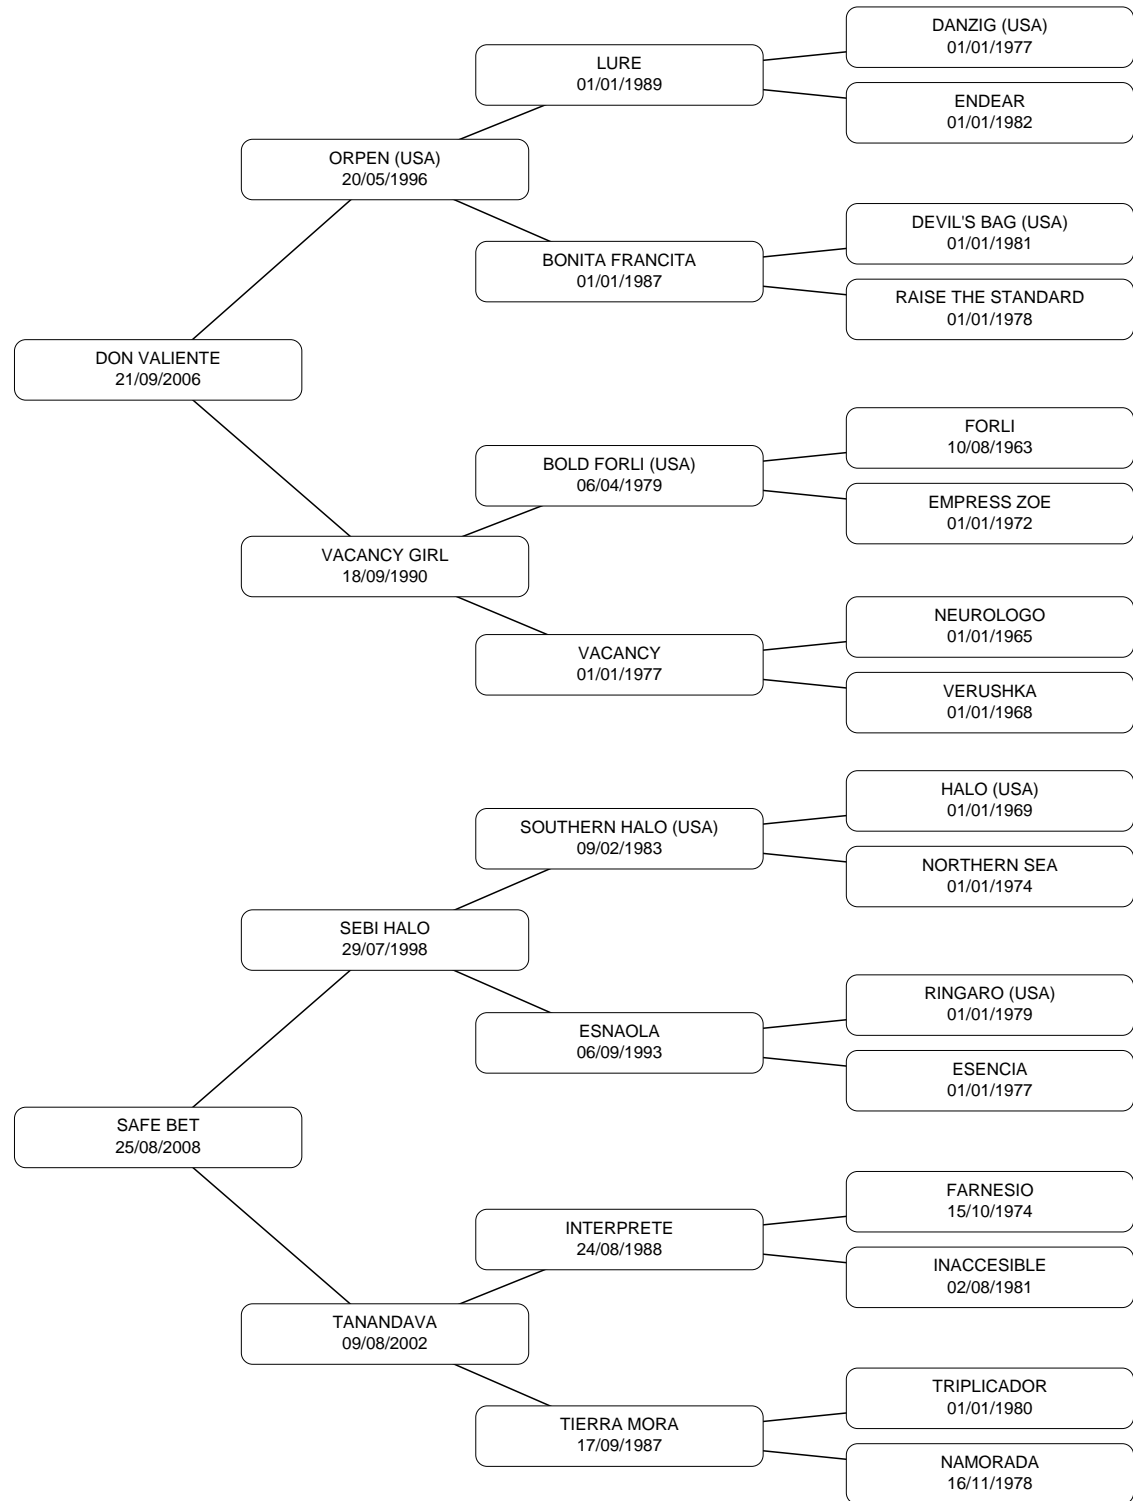 DANZIG (USA)
01/01/1977
LURE
01/01/1989
ENDEAR
01/01/1982
ORPEN (USA)
20/05/1996
DEVIL'S BAG (USA)
01/01/1981
BONITA FRANCITA
01/01/1987
RAISE THE STANDARD
01/01/1978
DON VALIENTE
21/09/2006
FORLI
10/08/1963
BOLD FORLI (USA)
06/04/1979
EMPRESS ZOE
01/01/1972
VACANCY GIRL
18/09/1990
NEUROLOGO
01/01/1965
VACANCY
01/01/1977
VERUSHKA
01/01/1968
HALO (USA)
01/01/1969
SOUTHERN HALO (USA)
09/02/1983
NORTHERN SEA
01/01/1974
SEBI HALO
29/07/1998
RINGARO (USA)
01/01/1979
ESNAOLA
06/09/1993
ESENCIA
01/01/1977
SAFE BET
25/08/2008
FARNESIO
15/10/1974
INTERPRETE
24/08/1988
INACCESIBLE
02/08/1981
TANANDAVA
09/08/2002
TRIPLICADOR
01/01/1980
TIERRA MORA
17/09/1987
NAMORADA
16/11/1978